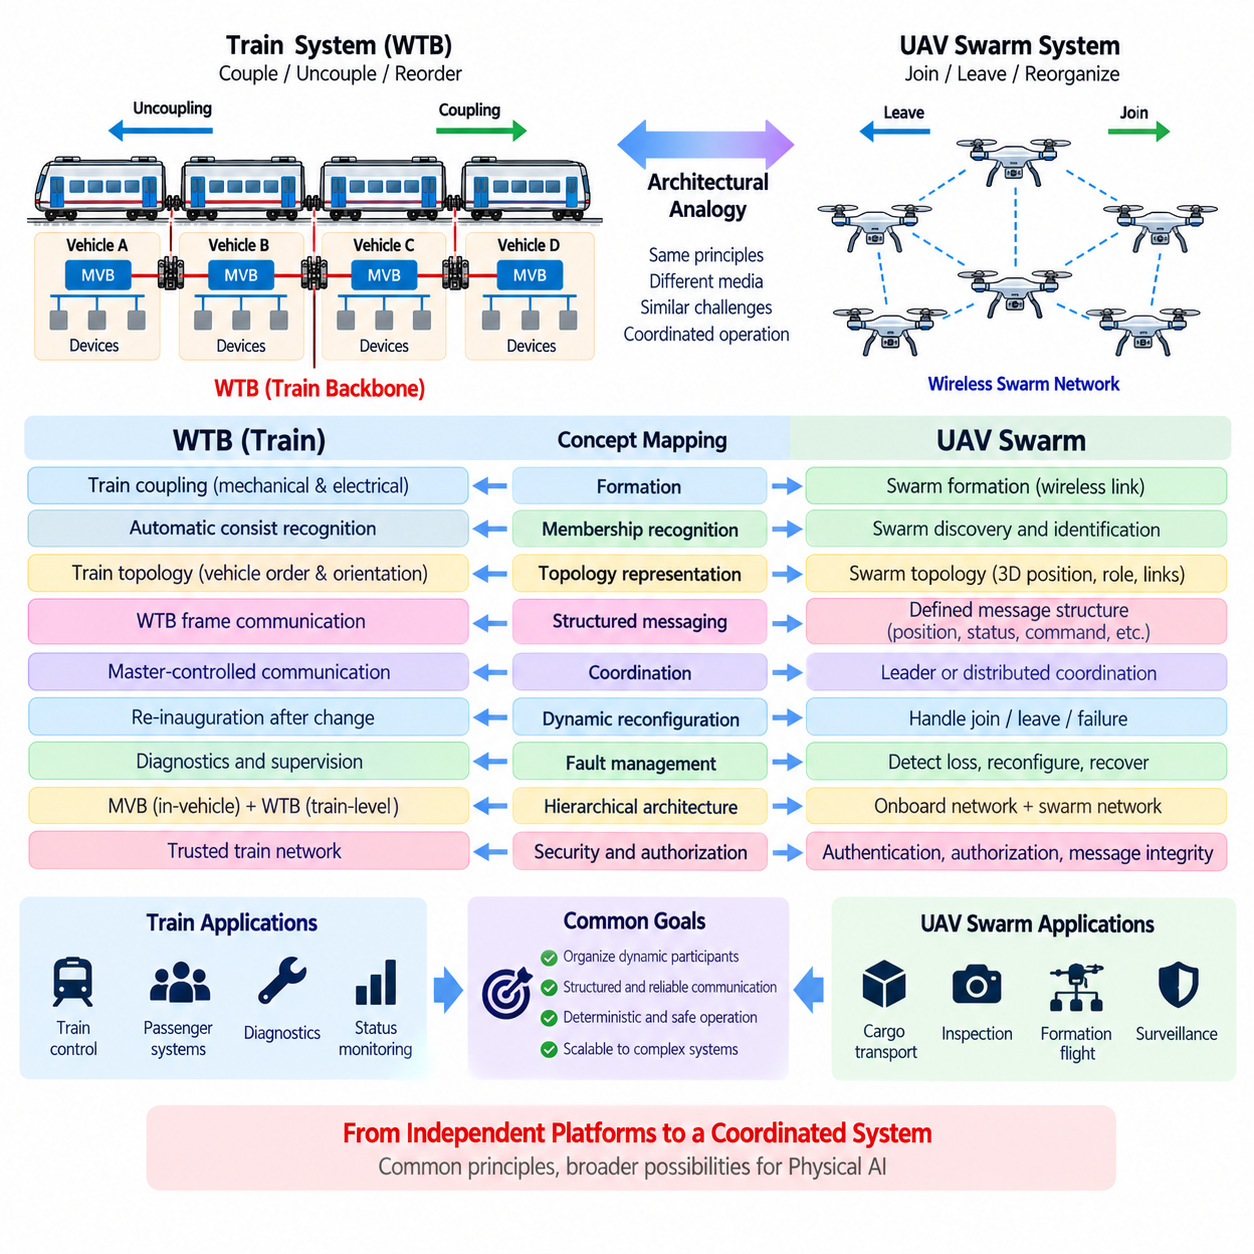 Train System (WTB)
Couple / Uncouple / Reorder
Uncoupling
Coupling
Vehicle A
Vehicle B
Vehicle C
Vehicle D
MVB
MVB
MVB
MVB
Devices
Devices
Devices
Devices
WTB (Train Backbone)
Architectural
Analogy
Same principles
Different media
Similar challenges
Coordinated operation
UAV Swarm System
Join / Leave / Reorganize
Leave
Join
Wireless Swarm Network
WTB (Train)
Concept Mapping
UAV Swarm
Train coupling (mechanical & electrical)
Formation
Swarm formation (wireless link)
Automatic consist recognition
Membership recognition
Swarm discovery and identification
Train topology (vehicle order & orientation)
Topology representation
Swarm topology (3D position, role, links)
WTB frame communication
Structured messaging
Defined message structure
(position, status, command, etc.)
Master-controlled communication
Coordination
Leader or distributed coordination
Re-inauguration after change
Dynamic reconfiguration
Handle join / leave / failure
Diagnostics and supervision
Fault management
Detect loss, reconfigure, recover
MVB (in-vehicle) + WTB (train-level)
Hierarchical architecture
Onboard network + swarm network
Trusted train network
Security and authorization
Authentication, authorization, message integrity
Train Applications
Train
control
Passenger
systems
Diagnostics
Status
monitoring
Common Goals
Organize dynamic participants
Structured and reliable communication
Deterministic and safe operation
Scalable to complex systems
UAV Swarm Applications
Cargo
transport
Inspection
Formation
flight
Surveillance
From Independent Platforms to a Coordinated System
Common principles, broader possibilities for Physical AI